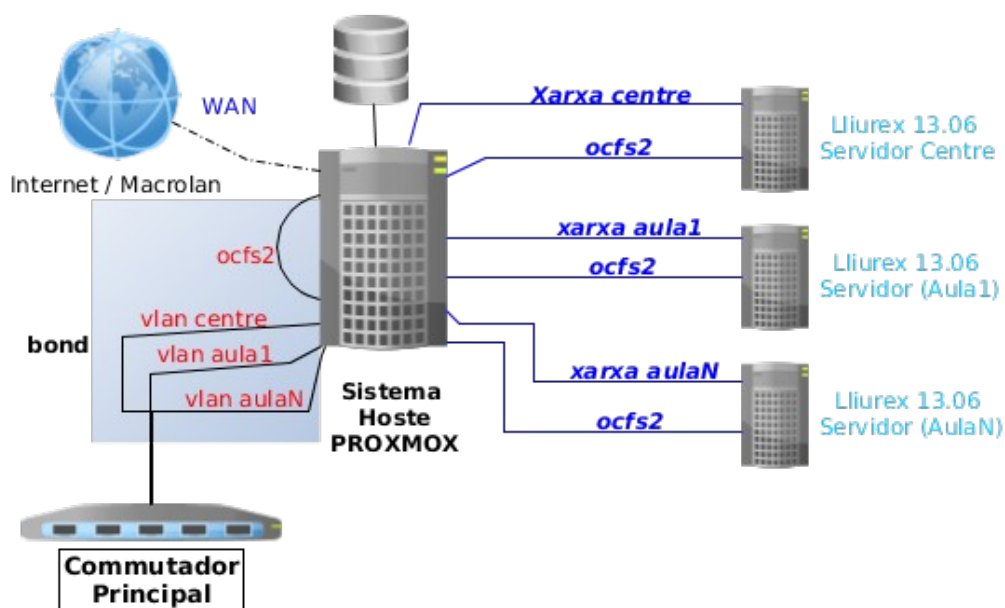 WAN
Internet / Macrolan
Xarxa centre
ocfs2
Lliurex 13.06
Servidor Centre
xarxa aula1
ocfs2
Lliurex 13.06
Servidor (Aula1)
xarxa aulaN
ocfs2
Lliurex 13.06
Servidor (AulaN)
ocfs2
vlan centre
bond
vlan aula1
vlan aulaN
Sistema
Hoste
PROXMOX
Commutador
Principal